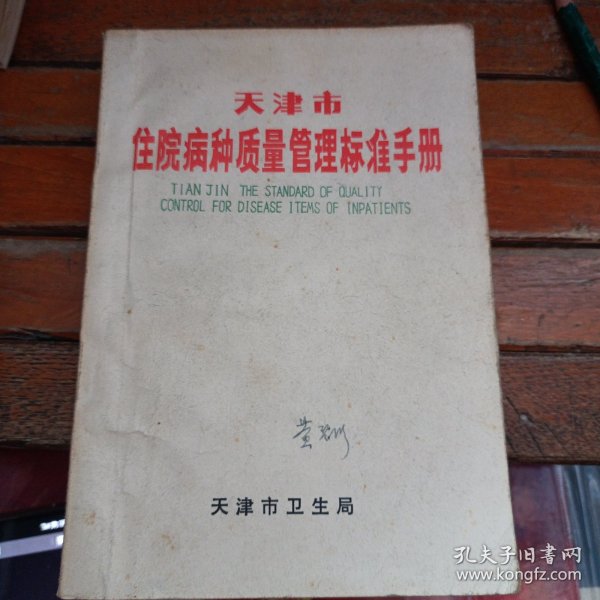 天津市
住院病种质量管理标准手册
TIAN JIN THE STANDARD OF QUALITY
CONTROL FOR DISEASE ITEMS OF INPATIENTS
黄
天津市卫生局
孔夫子旧书网
www.kongfz.com